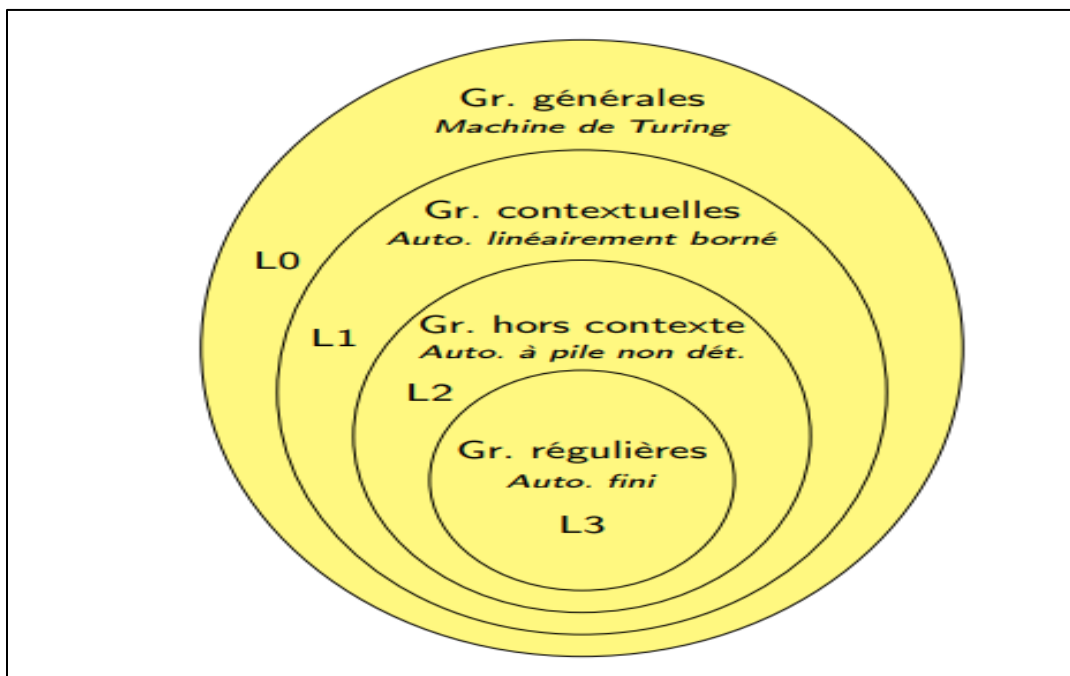 Gr. générales
Machine de Turing
Gr. contextuelles
Auto. linéairement borné
L0
Gr. hors contexte
L1
Auto. à pile non dét.
L2
Gr. régulières
Auto. fini
L3